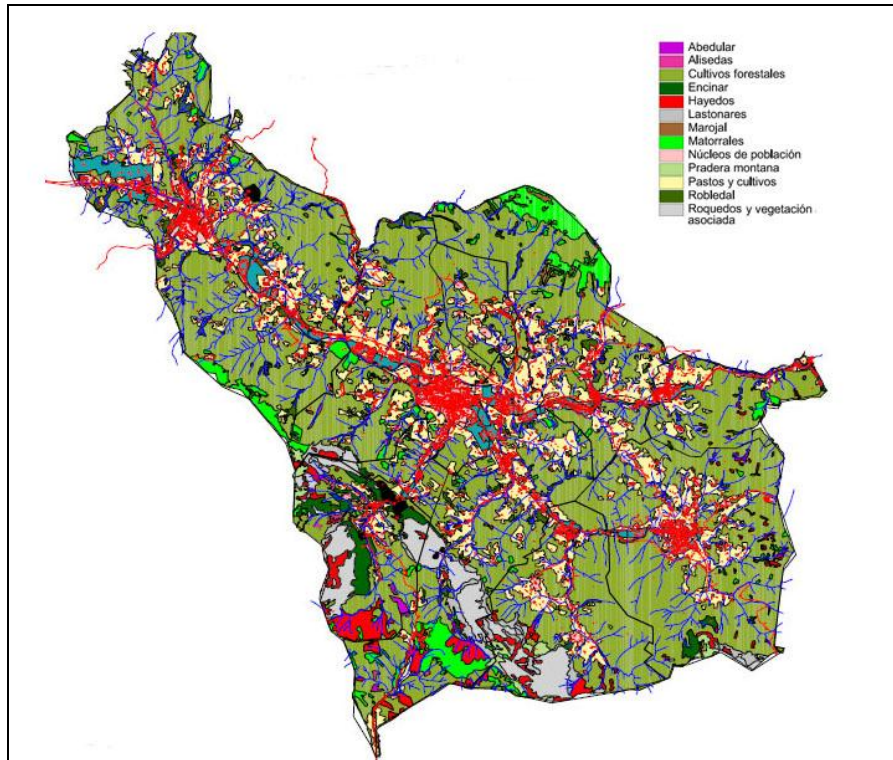 Abedular
Alisedas
Cultivos forestales
Encinar
Hayedos
Lastonares
Marojal
Matorrales
Núcleos de población
Pradera montana
Pastos y cultivos
Robledal
Roquedos y vegetación
asociada